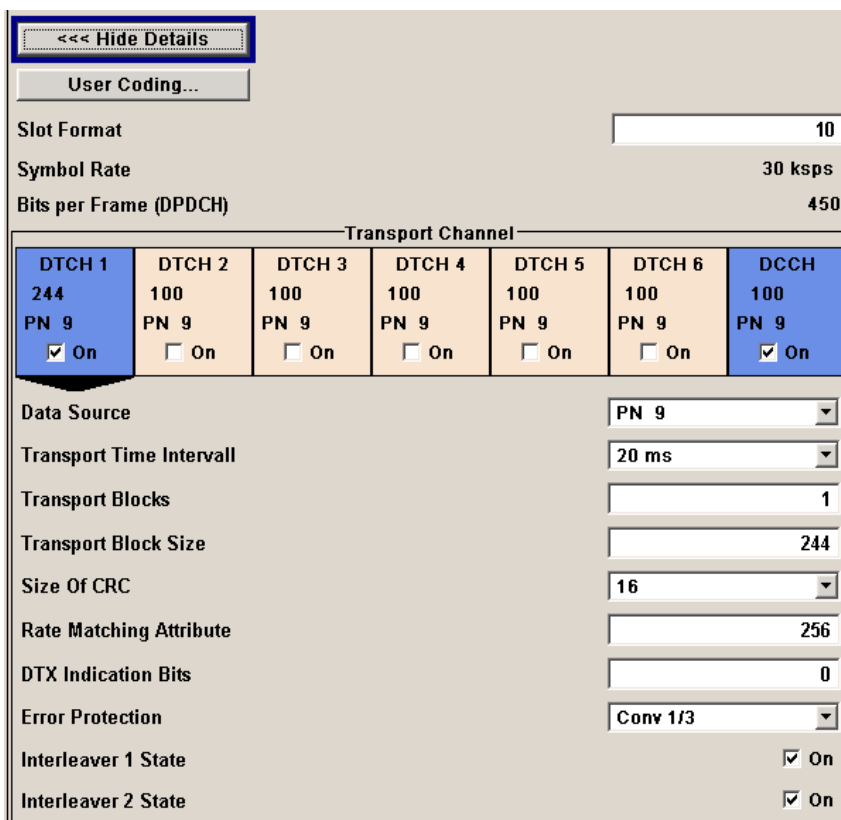 <<< Hide Details
User Coding...
Slot Format 10
Symbol Rate 30 ksps
Bits per Frame (DPDCH) 450
Transport Channel
DTCH 1 DTCH 2 DTCH 3 DTCH 4 DTCH 5 DTCH 6 DCCH
244 100 100 100 100 100 100
PN 9 PN 9 PN 9 PN 9 PN 9 PN 9 PN 9
On On On On On On On
Data Source PN 9
Transport Time Intervall 20 ms
Transport Blocks 1
Transport Block Size 244
Size Of CRC 16
Rate Matching Attribute 256
DTX Indication Bits 0
Error Protection Conv 1/3
Interleaver 1 State On
Interleaver 2 State On